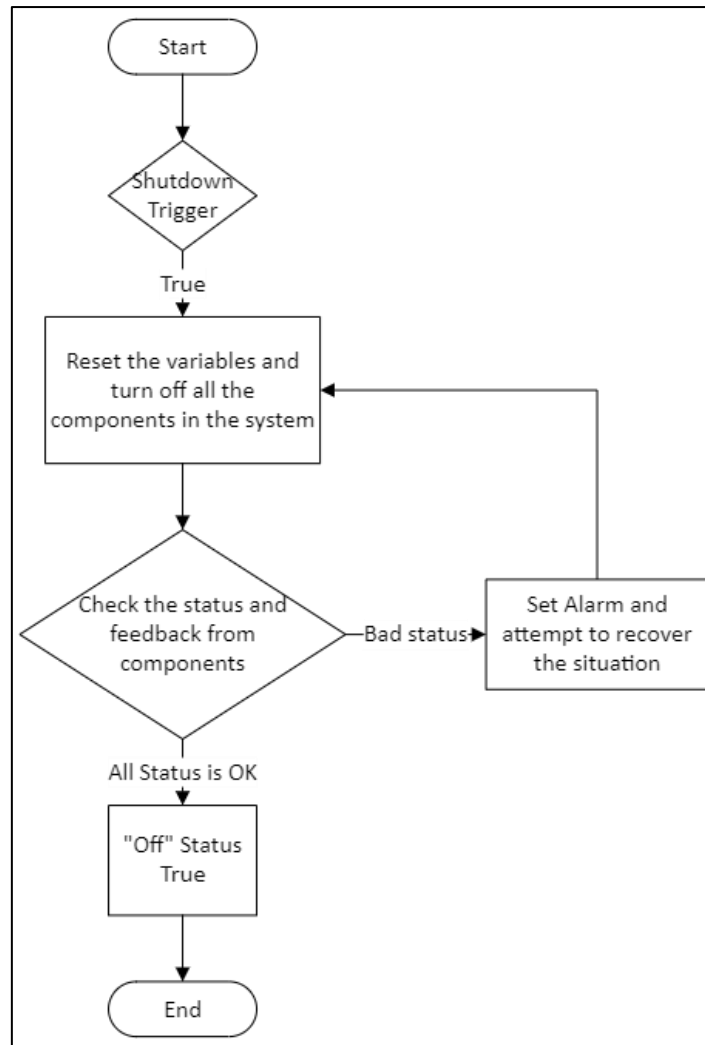 Start
Shutdown
Trigger
True
Reset the variables and
turn off all the
components in the system
Check the status and
feedback from
components
Bad status
Set Alarm and
attempt to recover
the situation
All Status is OK
"Off" Status
True
End